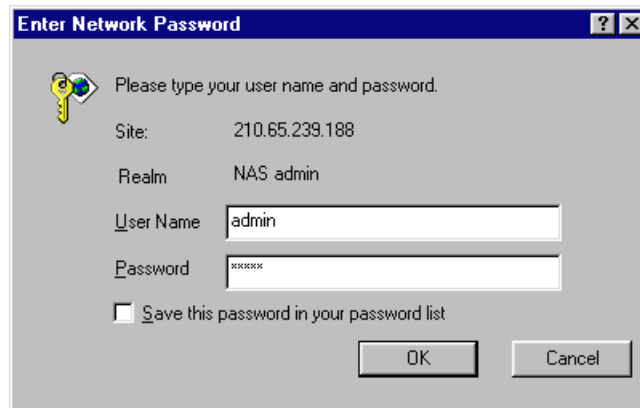 Enter Network Password
? ×
Please type your user name and password.
Site: 210.65.239.188
Realm NAS admin
User Name admin
Password *****
Save this password in your password list
OK Cancel